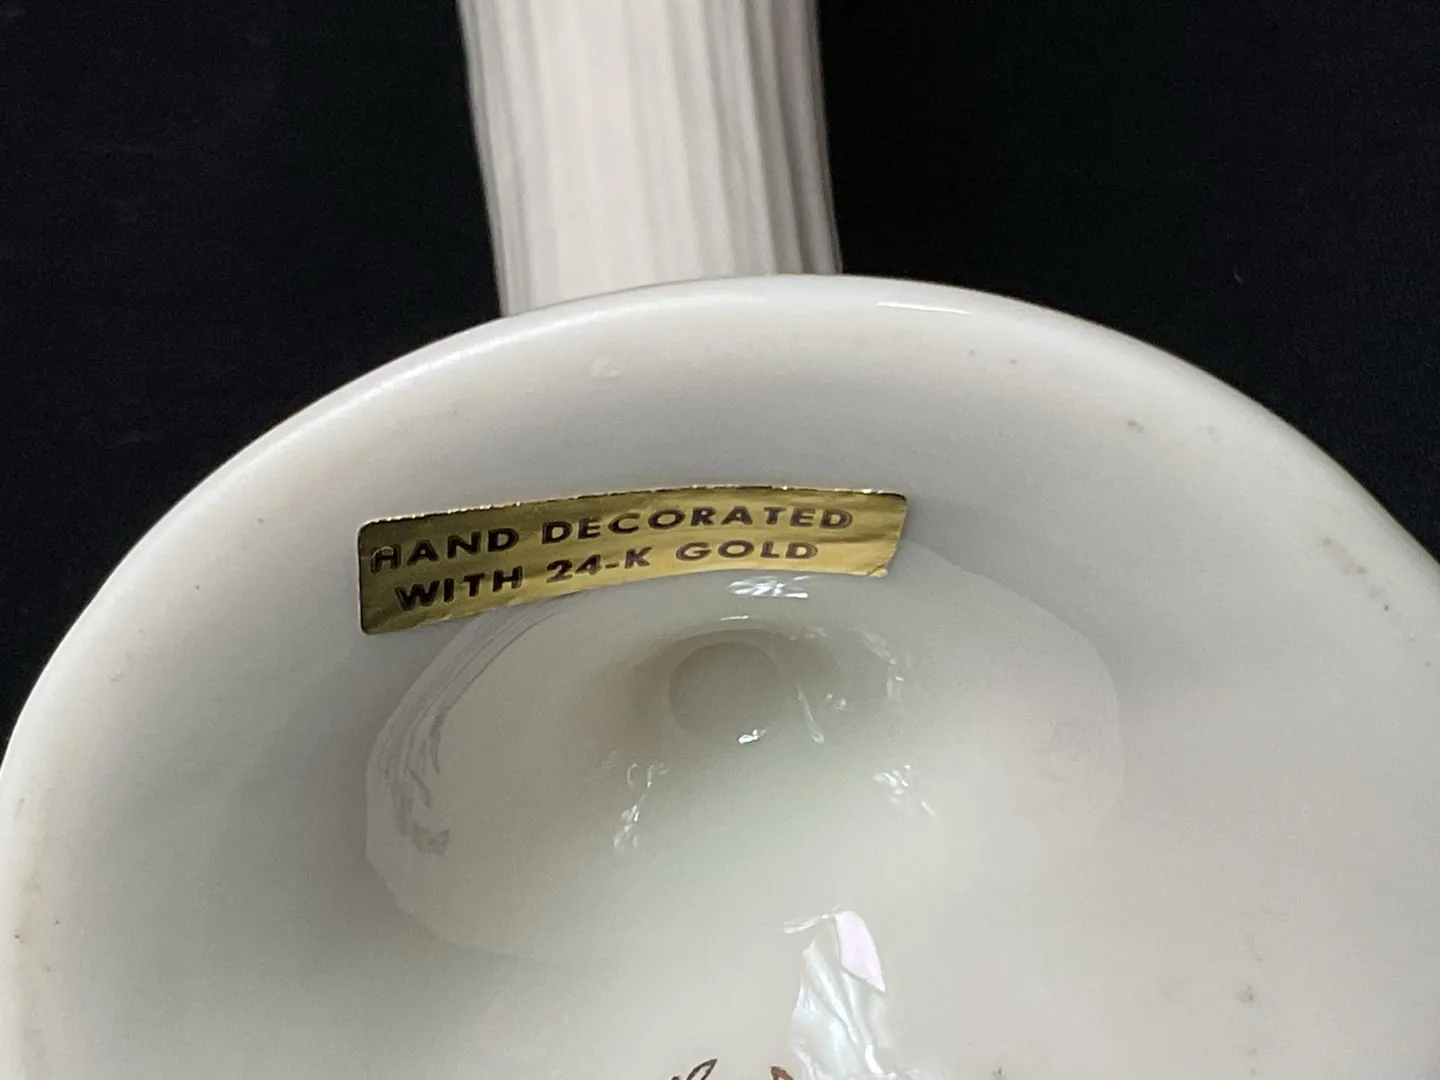 HAND DECORATED
WITH 24-K GOLD